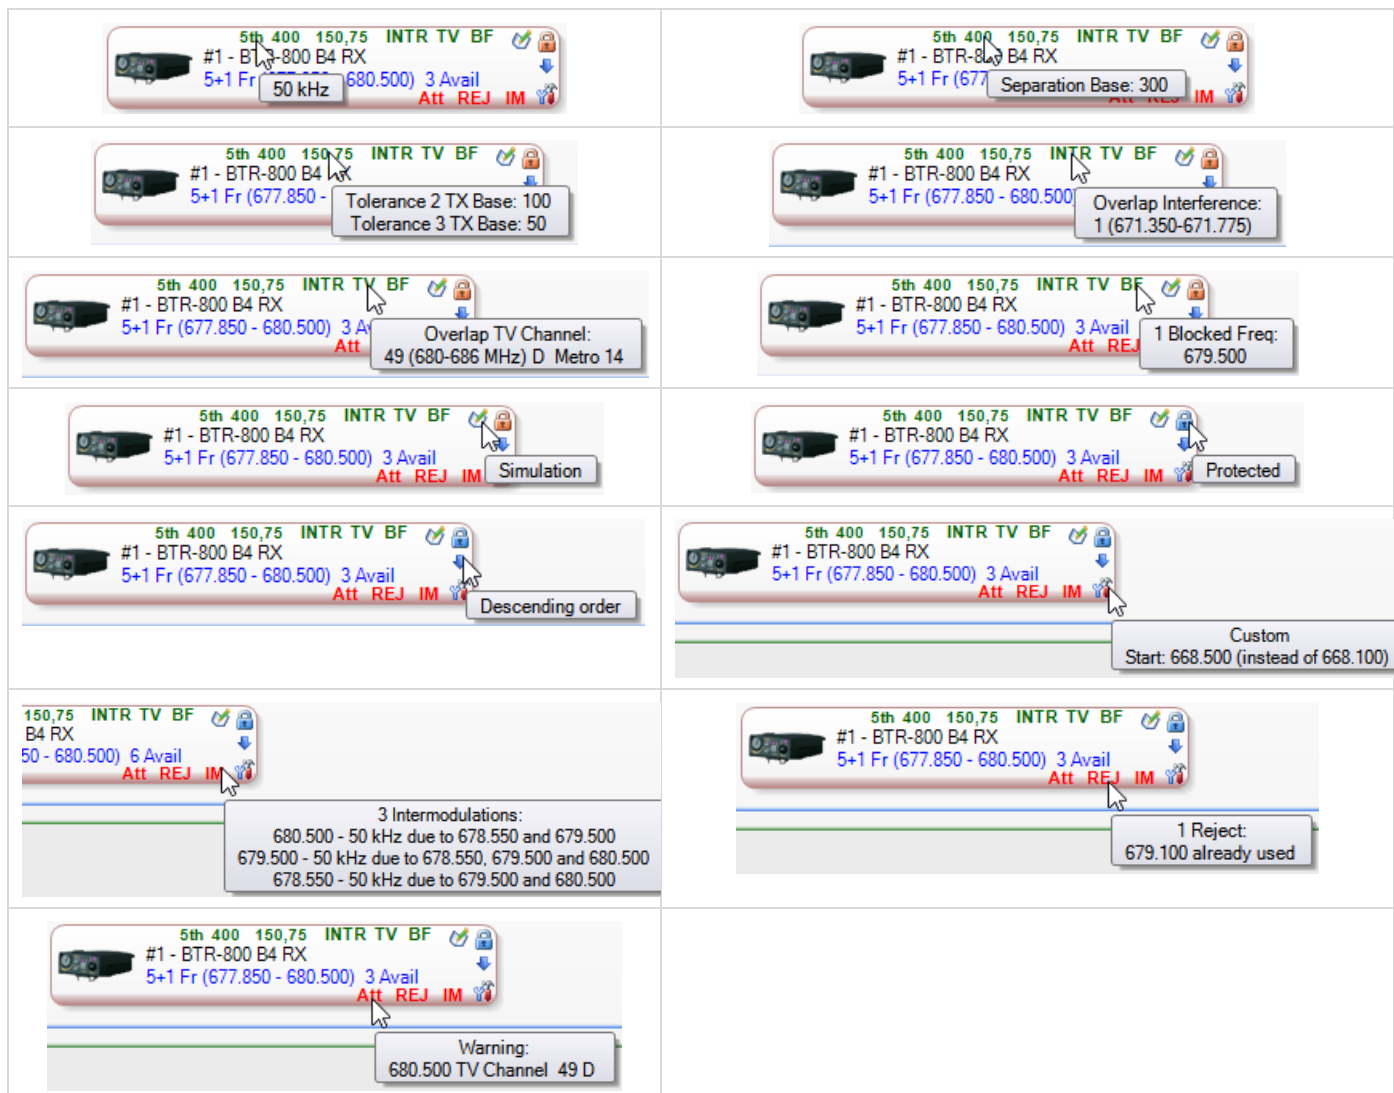 5th 400 150,75 INTR TV BF
#1 - BTR-800 B4 RX
5+1 Fr ( 680.500) 3 Avail
50 kHz
Att REJ IM
5th 400 150,75 INTR TV BF
#1 - B 0 B4 RX
5+1 Fr (677
Separation Base: 300
IM
5th 400 150,75 INTR TV BF
#1 - BTR-800 B4 RX
5+1 Fr (677.850 -
Tolerance 2 TX Base: 100
Tolerance 3 TX Base: 50
5th 400 150,75 INTR TV BF
#1 - BTR-800 B4 RX
5+1 Fr (677.850 - 680.500)
Overlap Interference:
1 (671.350-671.775)
5th 400 150,75 INTR TV BF
#1 - BTR-800 B4 RX
5+1 Fr (677.850 - 680.500) 3 Av
Att
Overlap TV Channel:
49 (680-686 MHz) D Metro 14
5th 400 150,75 INTR TV BF
#1 - BTR-800 B4 RX
5+1 Fr (677.850 - 680.500) 3 Avail
Att REJ
1 Blocked Freq:
679.500
5th 400 150,75 INTR TV BF
#1 - BTR-800 B4 RX
5+1 Fr (677.850 - 680.500) 3 Avail
Att REJ IM
Simulation
5th 400 150,75 INTR TV BF
#1 - BTR-800 B4 RX
5+1 Fr (677.850 - 680.500) 3 Avail
Att REJ IM
Protected
5th 400 150,75 INTR TV BF
#1 - BTR-800 B4 RX
5+1 Fr (677.850 - 680.500) 3 Avail
Att REJ IM
Descending order
5th 400 150,75 INTR TV BF
#1 - BTR-800 B4 RX
5+1 Fr (677.850 - 680.500) 3 Avail
Att REJ IM
Custom
Start: 668.500 (instead of 668.100)
150,75 INTR TV BF
B4 RX
50 - 680.500) 6 Avail
Att REJ IM
3 Intermodulations:
680.500 - 50 kHz due to 678.550 and 679.500
679.500 - 50 kHz due to 678.550, 679.500 and 680.500
678.550 - 50 kHz due to 679.500 and 680.500
5th 400 150,75 INTR TV BF
#1 - BTR-800 B4 RX
5+1 Fr (677.850 - 680.500) 3 Avail
Att REJ IM
1 Reject:
679.100 already used
5th 400 150,75 INTR TV BF
#1 - BTR-800 B4 RX
5+1 Fr (677.850 - 680.500) 3 Avail
Att REJ IM
Warning:
680.500 TV Channel 49 D